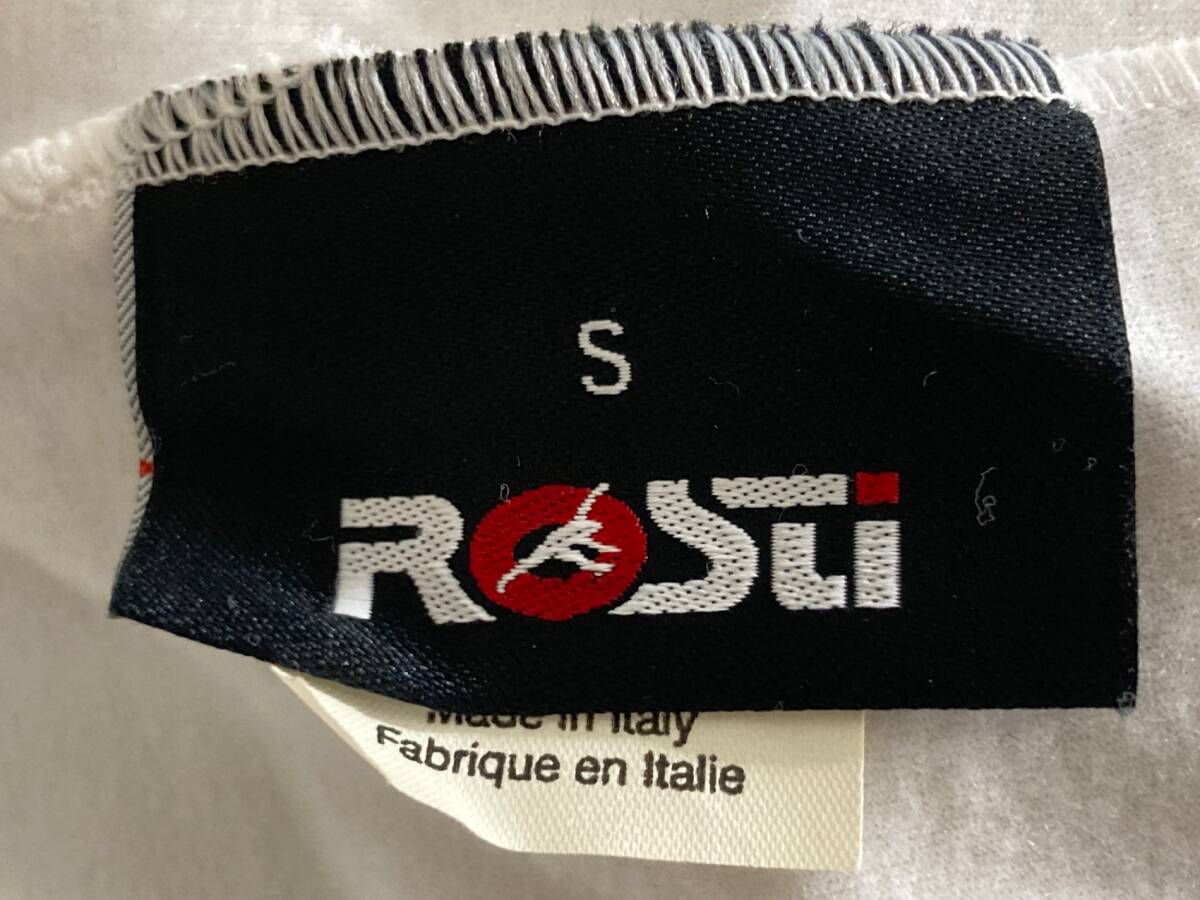 S
ROSti
Made in Italy
Fabrique en Italie